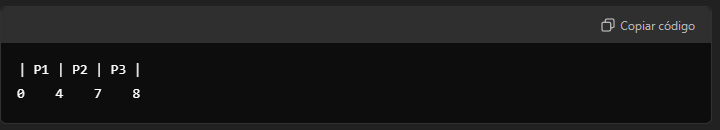 Copiar código
| P1 | P2 | P3 |
0    4    7    8